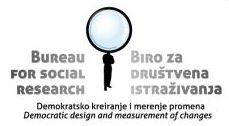 BUREAU
FOR SOCIAL
RESEARCH
BIRO ZA
DRUŠTVENA
ISTRAŽIVANJA
Demokratsko kreiranje i merenje promena
Democratic design and measurement of changes